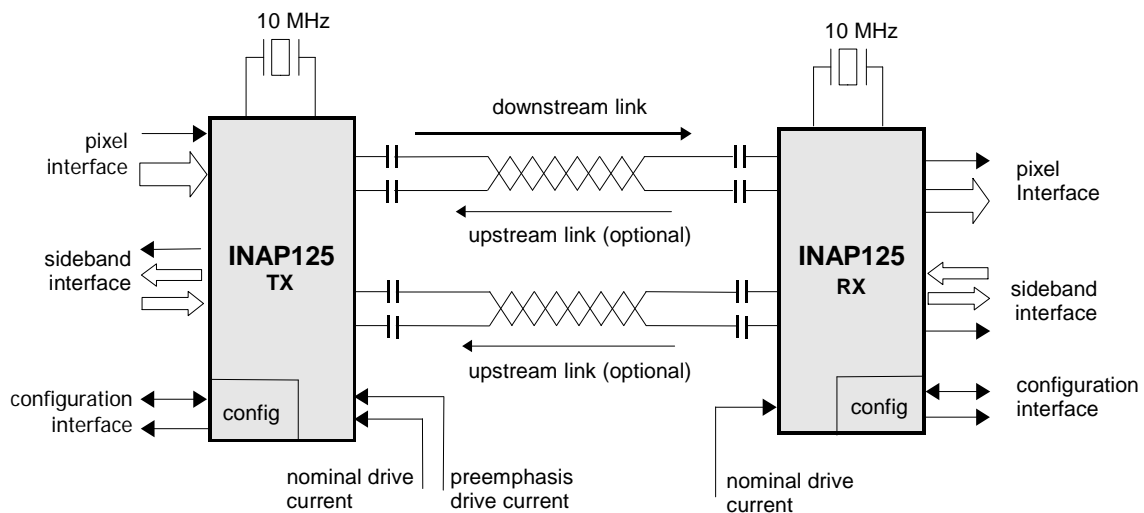 10 MHz
10 MHz
downstream link
pixel
interface
pixel
Interface
upstream link (optional)
sideband
interface
INAP125
TX
INAP125
RX
sideband
interface
upstream link (optional)
configuration
interface
config
config
configuration
interface
nominal drive
current
preemphasis
drive current
nominal drive
current